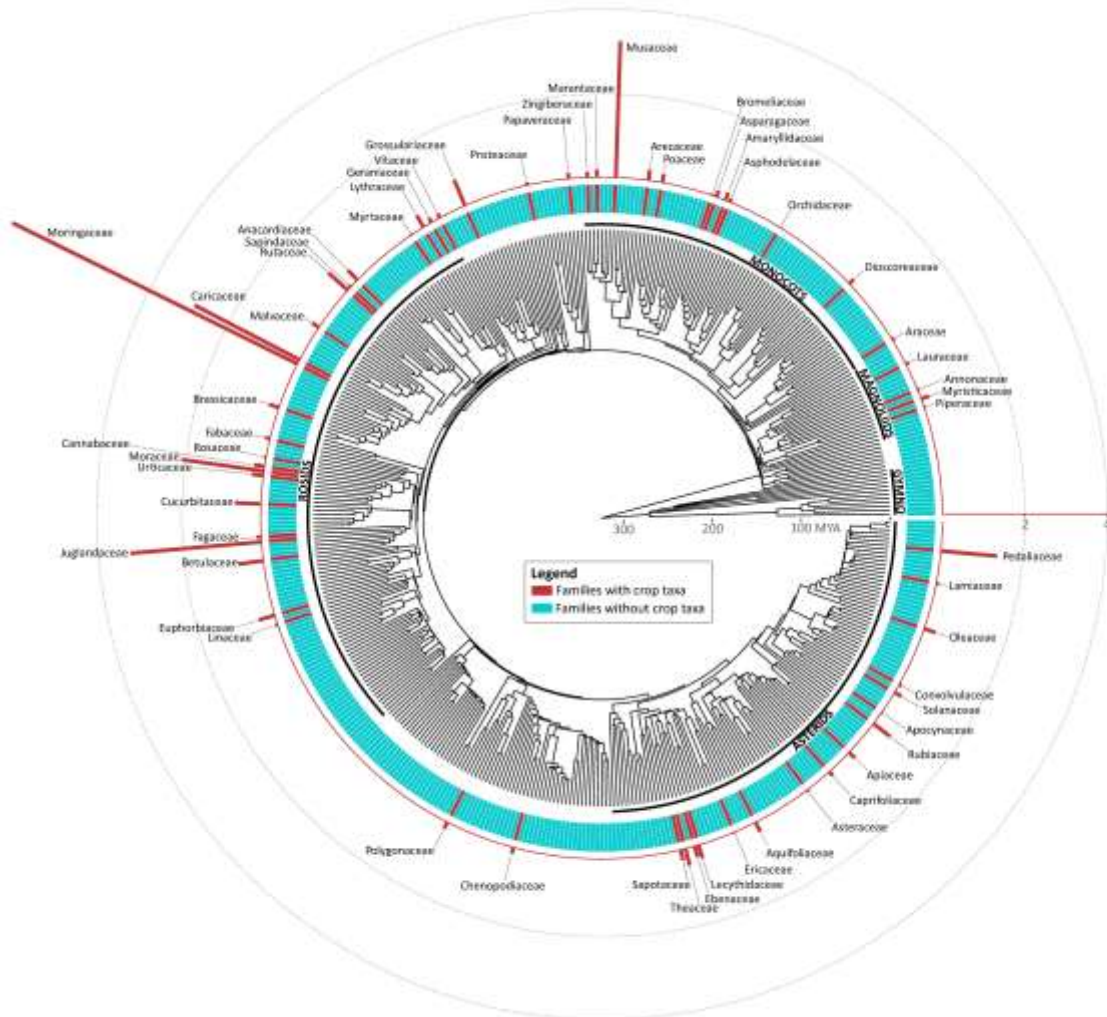 Musaceae
Marantaceae
Zingiberaceae
Papaveraceae
Bromeliaceae
Asparagaceae
Amaryllidaceae
Asphodelaceae
Arecaceae
Poaceae
Proteaceae
Grossulariaceae
Vitaceae
Geraniaceae
Lythraceae
Myrtaceae
Orchidaceae
Moringaceae
Anacardiaceae
Sapindaceae
Rutaceae
MONOCOTS
Dioscoreaceae
Caricaceae
Malvaceae
Araceae
Lauraceae
MAGNOLIIDS
Annonaceae
Myristicaceae
Piperaceae
Brassicaceae
Fabaceae
Cannabaceae
Rosaceae
Moraceae
Urticaceae
ROSIDS
GYMNO
Cucurbitaceae
300
200
100 MYA
2
4
Fagaceae
Juglandaceae
Betulaceae
Pedaliaceae
Legend
Families with crop taxa
Families without crop taxa
Lamiaceae
Euphorbiaceae
Linaceae
Oleaceae
Convolvulaceae
Solanaceae
Apocynaceae
Rubiaceae
ASTERIDS
Apiaceae
Caprifoliaceae
Asteraceae
Polygonaceae
Aquifoliaceae
Ericaceae
Chenopodiaceae
Sapotaceae
Lecythidaceae
Ebenaceae
Theaceae